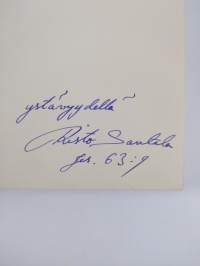 ystävyydellä
Risto Santala
Jes. 63:9